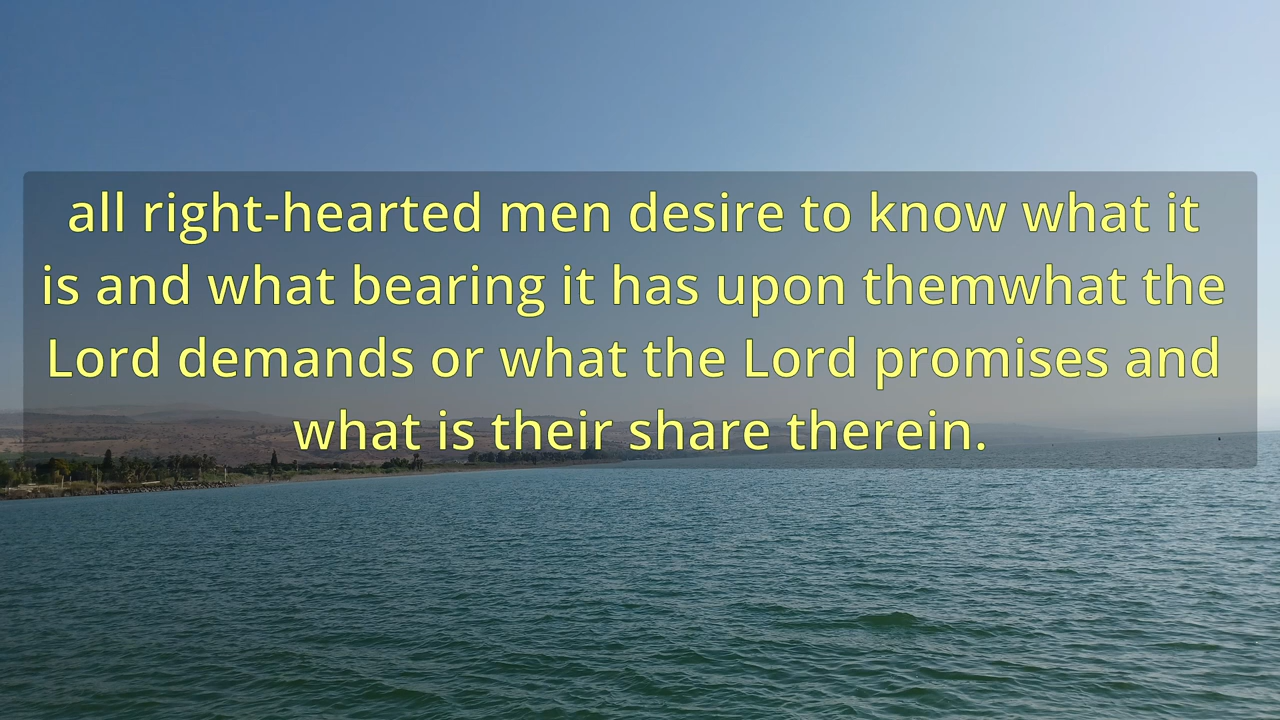 all right-hearted men desire to know what it
is and what bearing it has upon themwhat the
Lord demands or what the Lord promises and
what is their share therein.